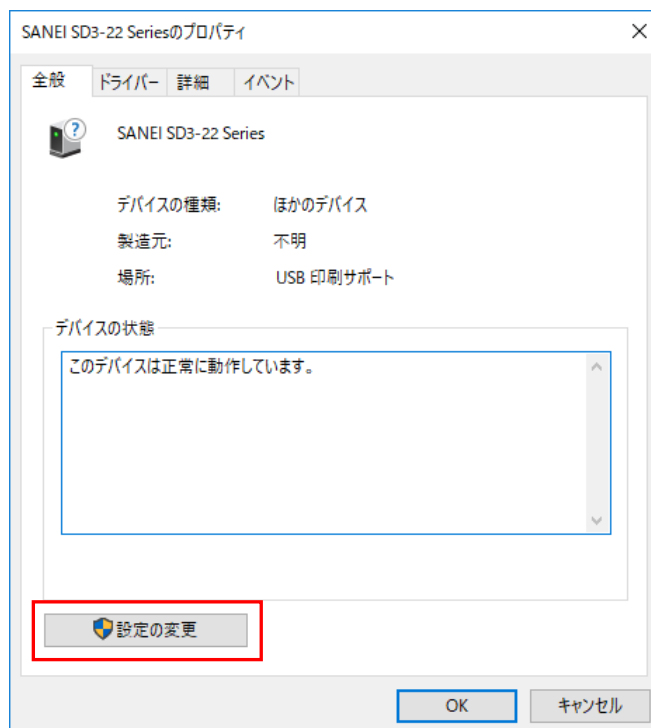 SANEI SD3-22 Seriesのプロパティ
全般 ドライバー 詳細 イベント
SANEI SD3-22 Series
デバイスの種類: ほかのデバイス
製造元: 不明
場所: USB 印刷サポート
デバイスの状態
このデバイスは正常に動作しています。
設定の変更
OK キャンセル